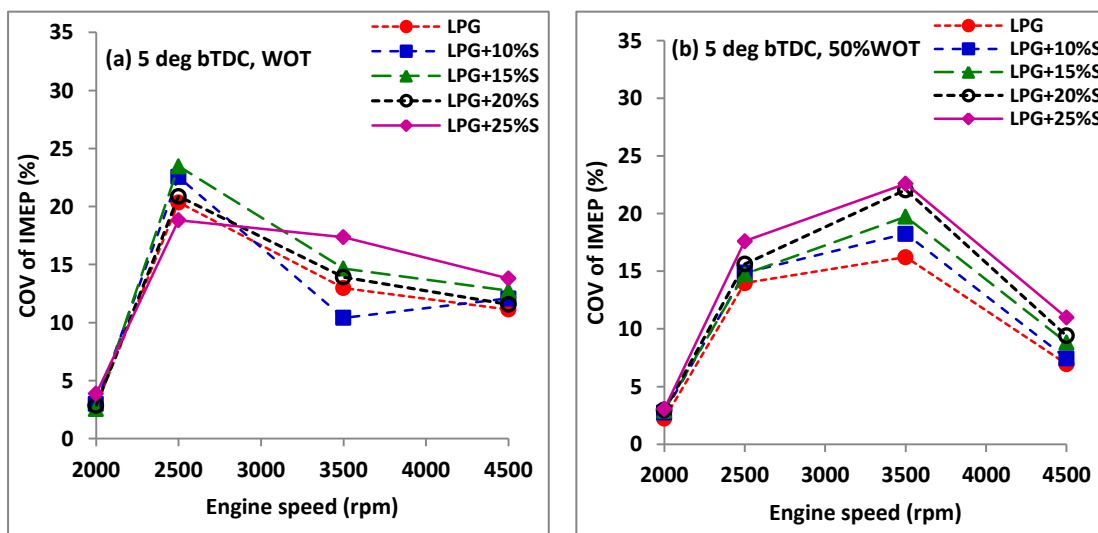 (a) 5 deg bTDC, WOT
LPG
LPG+10%S
LPG+15%S
LPG+20%S
LPG+25%S
COV of IMEP (%)
35
30
25
20
15
10
5
0
2000 2500 3000 3500 4000 4500
Engine speed (rpm)
(b) 5 deg bTDC, 50%WOT
LPG
LPG+10%S
LPG+15%S
LPG+20%S
LPG+25%S
COV of IMEP (%)
35
30
25
20
15
10
5
0
2000 2500 3000 3500 4000 4500
Engine speed (rpm)